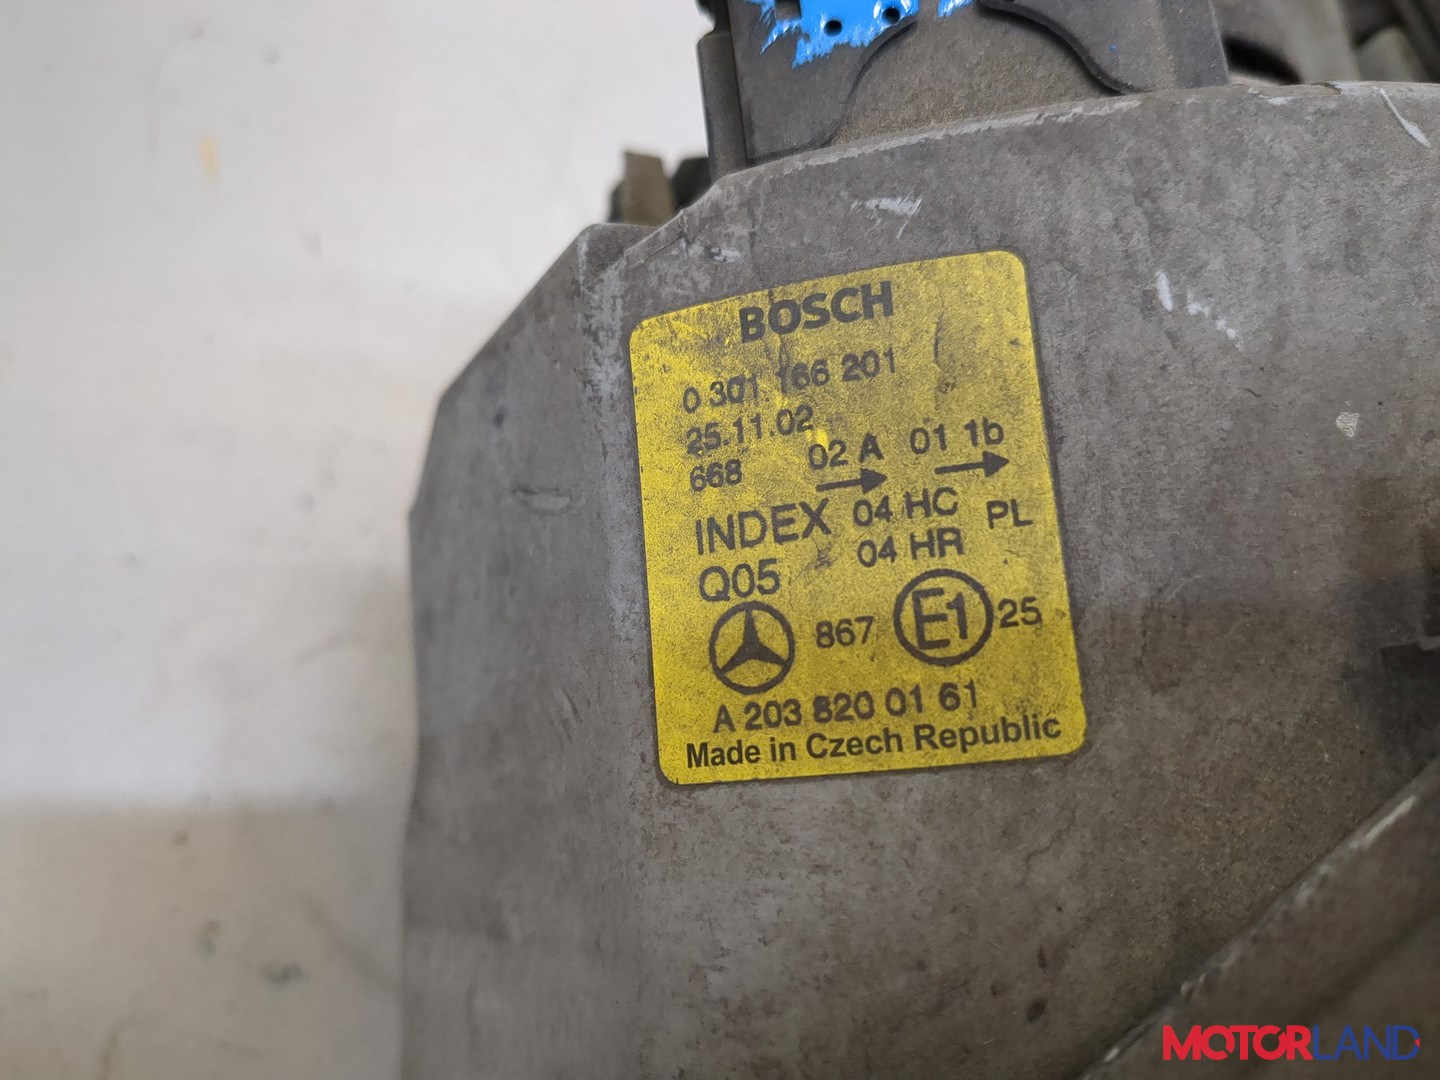 BOSCH
0 301 166 201
25.11.02
668 02 A 01 1b
INDEX 04 HC PL
Q05 04 HR
867 E1 25
A 203 820 01 61
Made in Czech Republic
MOTORLAND